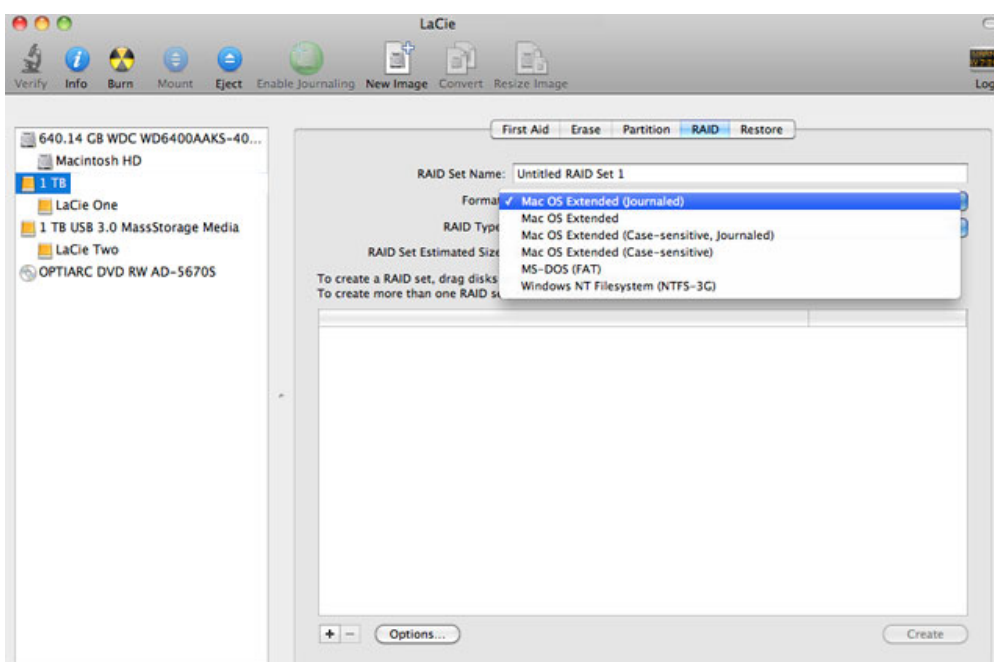 LaCie
Verify Info Burn Mount Eject Enable Journaling New Image Convert Resize Image Log
640.14 GB WDC WD6400AAKS-40...
Macintosh HD
1 TB
LaCie One
1 TB USB 3.0 MassStorage Media
LaCie Two
OPTIARC DVD RW AD-5670S
First Aid Erase Partition RAID Restore
RAID Set Name: Untitled RAID Set 1
Format
✓ Mac OS Extended (Journaled)
Mac OS Extended
Mac OS Extended (Case-sensitive, Journaled)
Mac OS Extended (Case-sensitive)
MS-DOS (FAT)
Windows NT Filesystem (NTFS-3G)
RAID Type
RAID Set Estimated Size
To create a RAID set, drag disks
To create more than one RAID se
+ - Options... Create